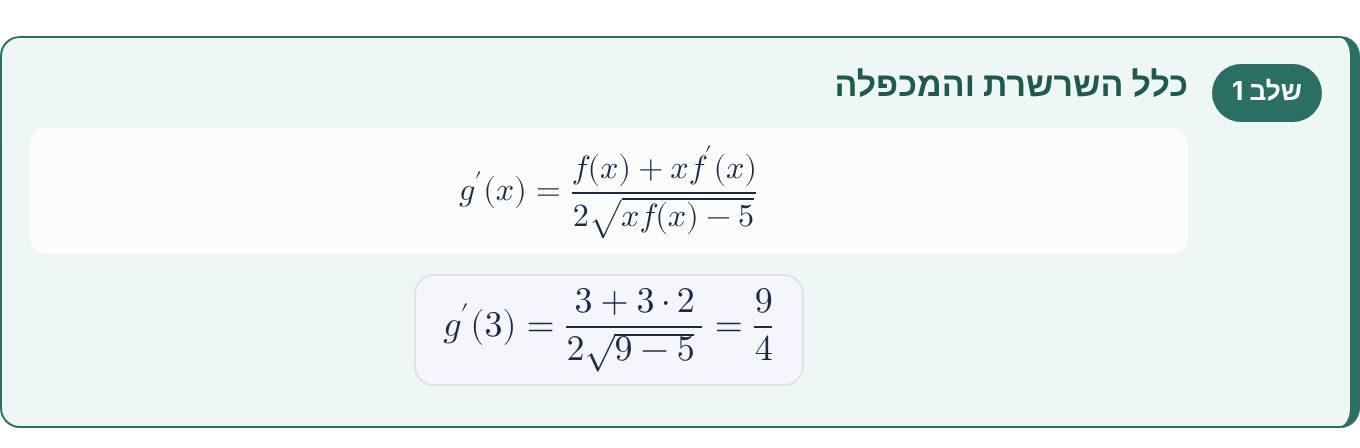 שלב 1
כלל השרשרת והמכפלה
g′(x) = (f(x) + xf′(x)) / (2√(xf(x) − 5))
g′(3) = (3 + 3 · 2) / (2√(9 − 5)) = 9/4